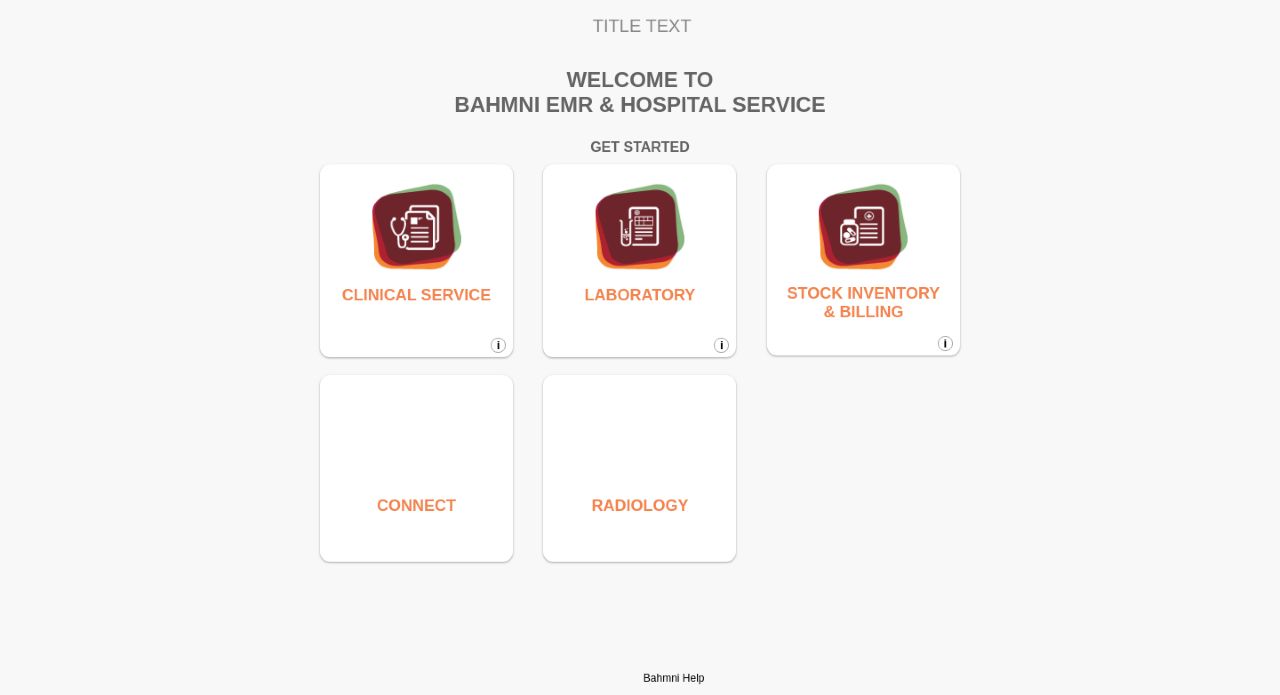 TITLE TEXT
WELCOME TO
BAHMNI EMR & HOSPITAL SERVICE
GET STARTED
CLINICAL SERVICE
i
LABORATORY
i
STOCK INVENTORY
& BILLING
i
CONNECT
RADIOLOGY
Bahmni Help